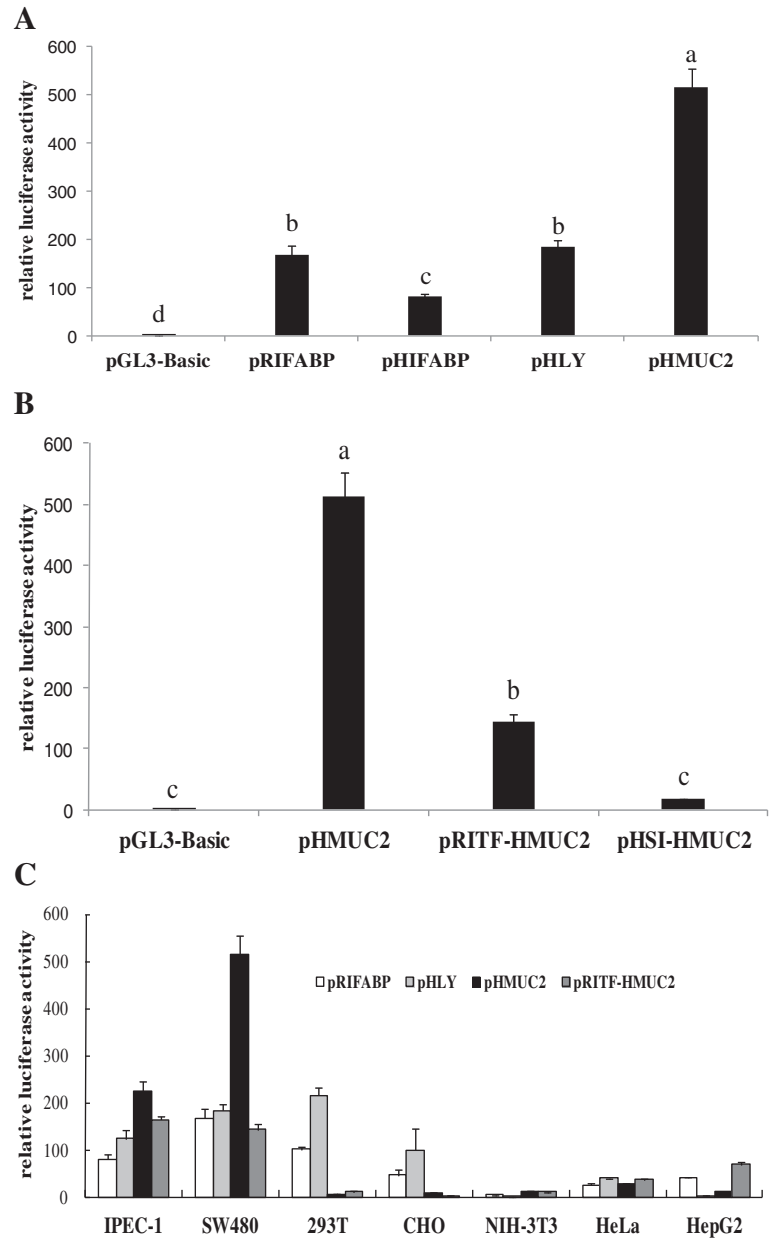 A
600
500
400
300
200
100
0
relative luciferase activity
d
b
c
b
a
pGL3-Basic pRIFABP pHIFABP pHLY pHMUC2
B
600
500
400
300
200
100
0
relative luciferase activity
c
a
b
c
pGL3-Basic pHMUC2 pRITF-HMUC2 pHSI-HMUC2
C
600
500
400
300
200
100
0
relative luciferase activity
pRIFABP pHLY pHMUC2 pRITF-HMUC2
IPEC-1 SW480 293T CHO NIH-3T3 HeLa HepG2